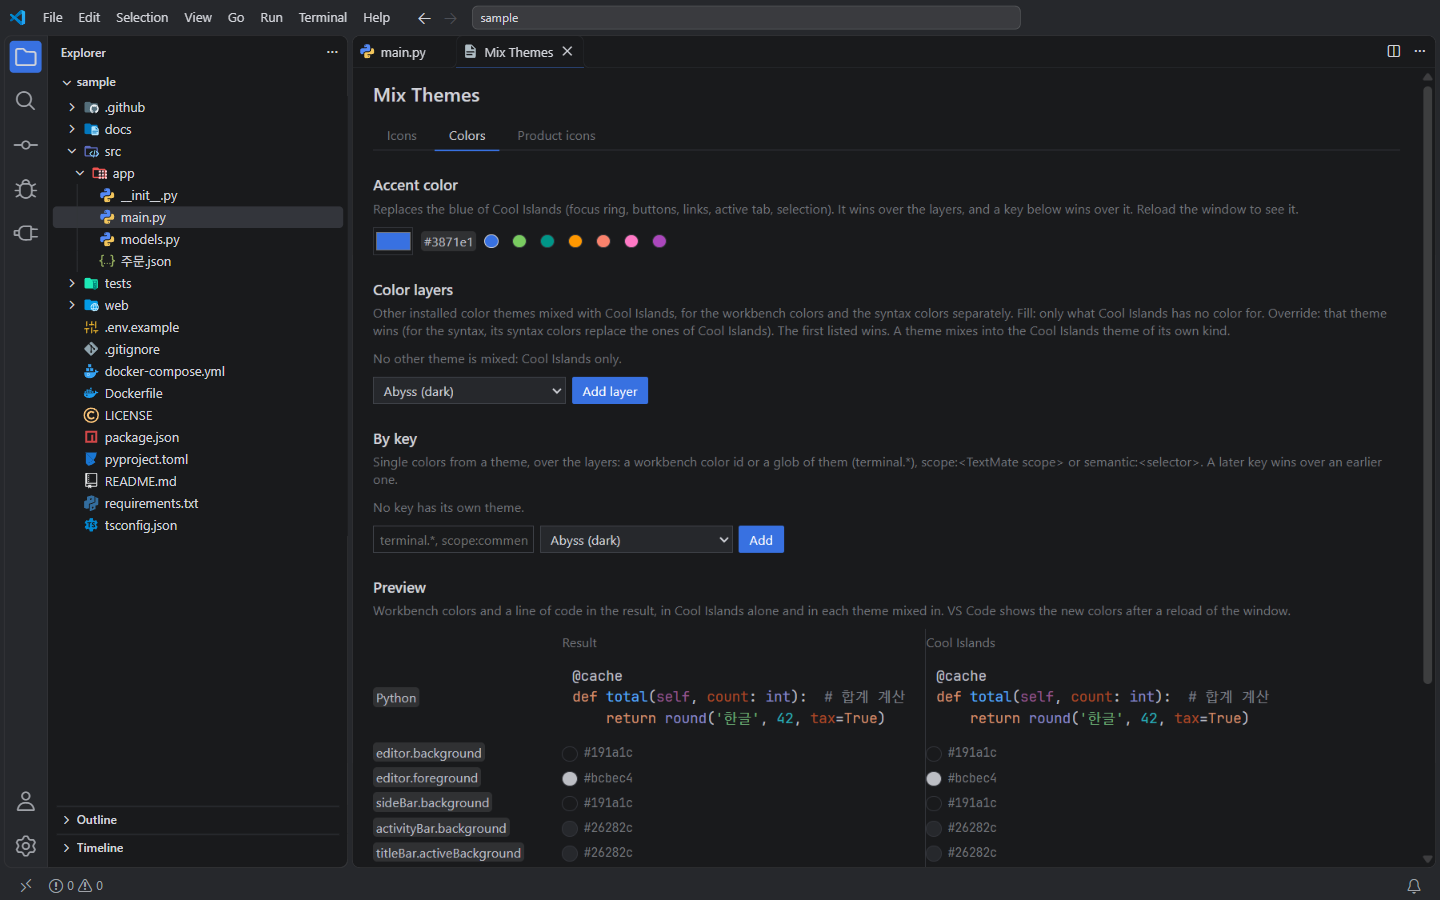 File Edit Selection View Go Run Terminal Help
sample
Explorer
sample
.github
docs
src
app
__init__.py
main.py
models.py
주문.json
tests
web
.env.example
.gitignore
docker-compose.yml
Dockerfile
LICENSE
package.json
pyproject.toml
README.md
requirements.txt
tsconfig.json
Outline
Timeline
0 0
main.py Mix Themes
Mix Themes
Icons Colors Product icons
Accent color
Replaces the blue of Cool Islands (focus ring, buttons, links, active tab, selection). It wins over the layers, and a key below wins over it. Reload the window to see it.
#3871e1
Color layers
Other installed color themes mixed with Cool Islands, for the workbench colors and the syntax colors separately. Fill: only what Cool Islands has no color for. Override: that theme
wins (for the syntax, its syntax colors replace the ones of Cool Islands). The first listed wins. A theme mixes into the Cool Islands theme of its own kind.
No other theme is mixed: Cool Islands only.
Abyss (dark) Add layer
By key
Single colors from a theme, over the layers: a workbench color id or a glob of them (terminal.*), scope:<TextMate scope> or semantic:<selector>. A later key wins over an earlier
one.
No key has its own theme.
terminal.*, scope:commen Abyss (dark) Add
Preview
Workbench colors and a line of code in the result, in Cool Islands alone and in each theme mixed in. VS Code shows the new colors after a reload of the window.
Result Cool Islands
Python
@cache
def total(self, count: int): # 합계 계산
return round('한글', 42, tax=True)
@cache
def total(self, count: int): # 합계 계산
return round('한글', 42, tax=True)
editor.background #191a1c #191a1c
editor.foreground #bcbec4 #bcbec4
sideBar.background #191a1c #191a1c
activityBar.background #26282c #26282c
titleBar.activeBackground #26282c #26282c